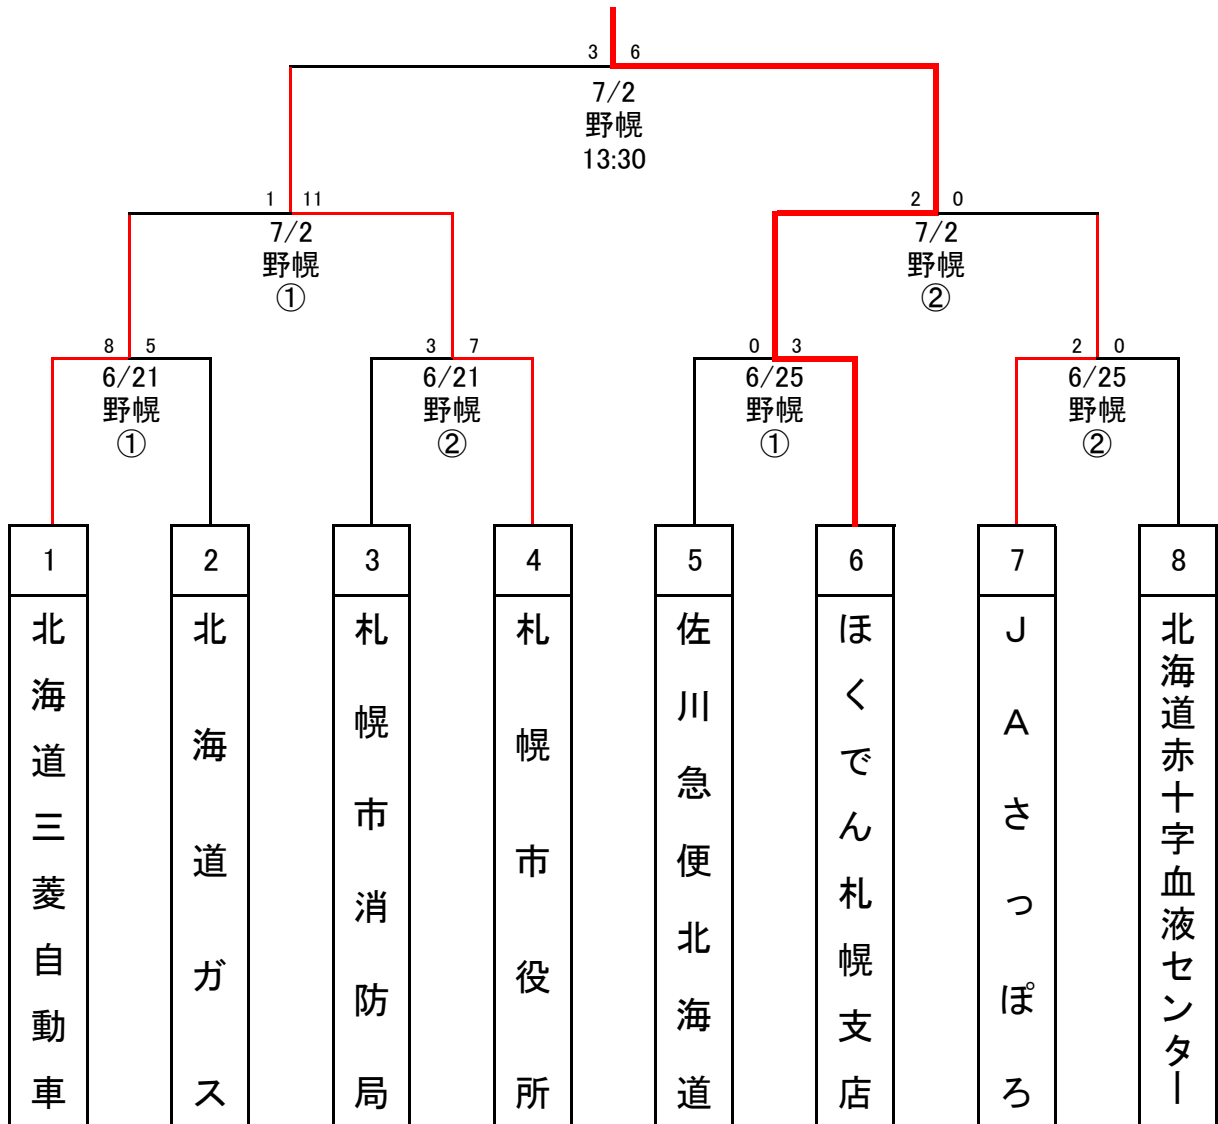 3 6
7/2
野幌
13:30
1 11
7/2
野幌
①
2 0
7/2
野幌
②
8 5
6/21
野幌
①
3 7
6/21
野幌
②
0 3
6/25
野幌
①
2 0
6/25
野幌
②
1
北海道三菱自動車
2
北海道ガス
3
札幌市消防局
4
札幌市役所
5
佐川急便北海道
6
ほくでん札幌支店
7
JAさっぽろ
8
北海道赤十字血液センター